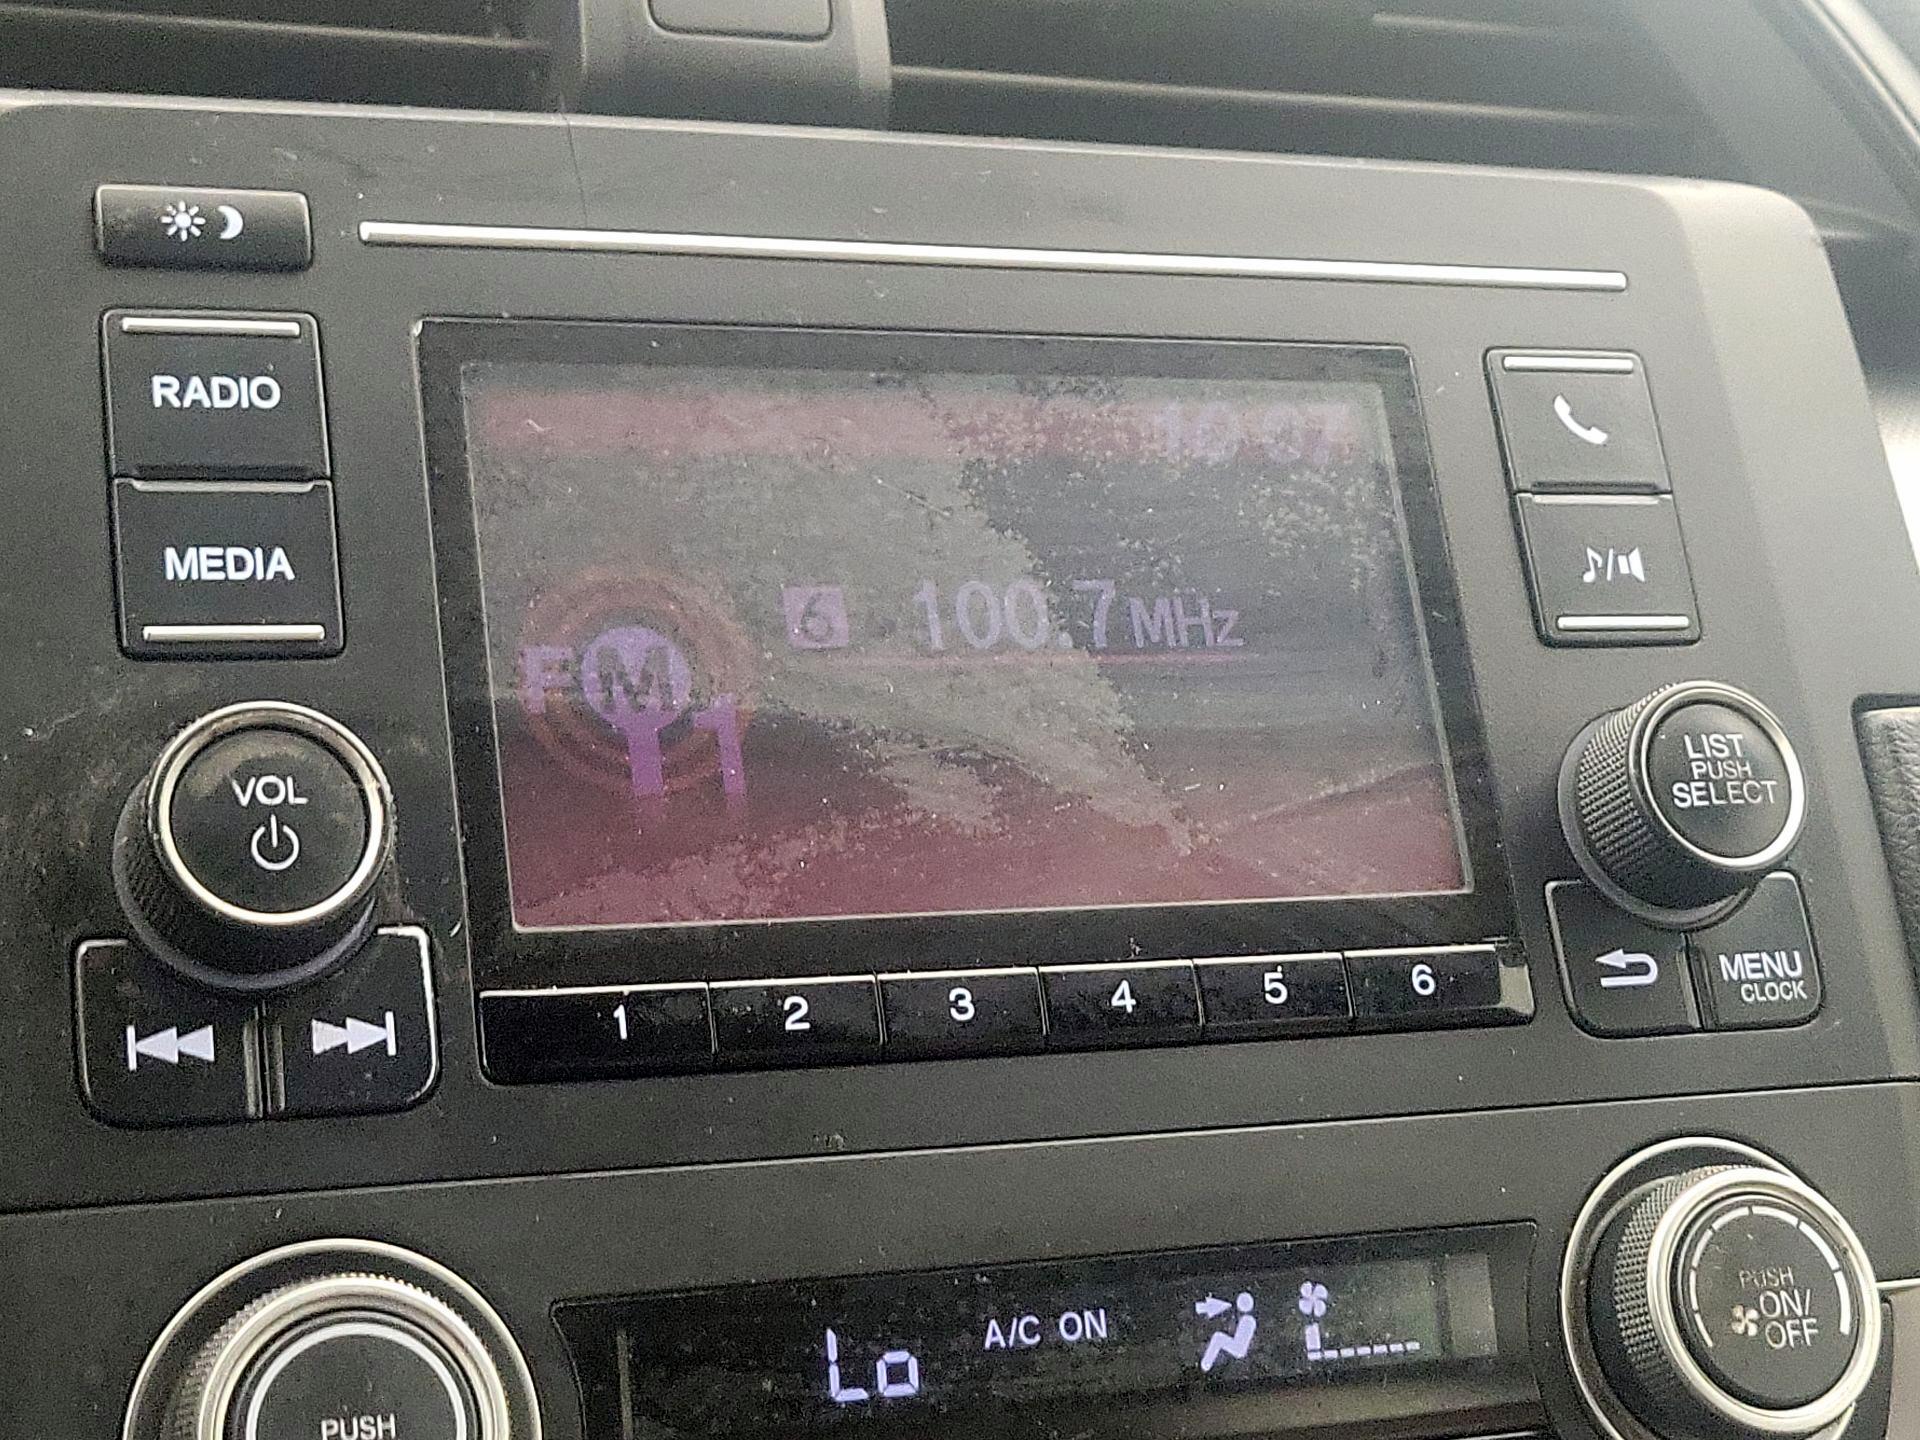 RADIO
MEDIA
VOL
FM
1
6 100.7 MHz
LIST
PUSH
SELECT
MENU
CLOCK
1 2 3 4 5 6
Lo A/C ON
PUSH
ON/
OFF
PUSH